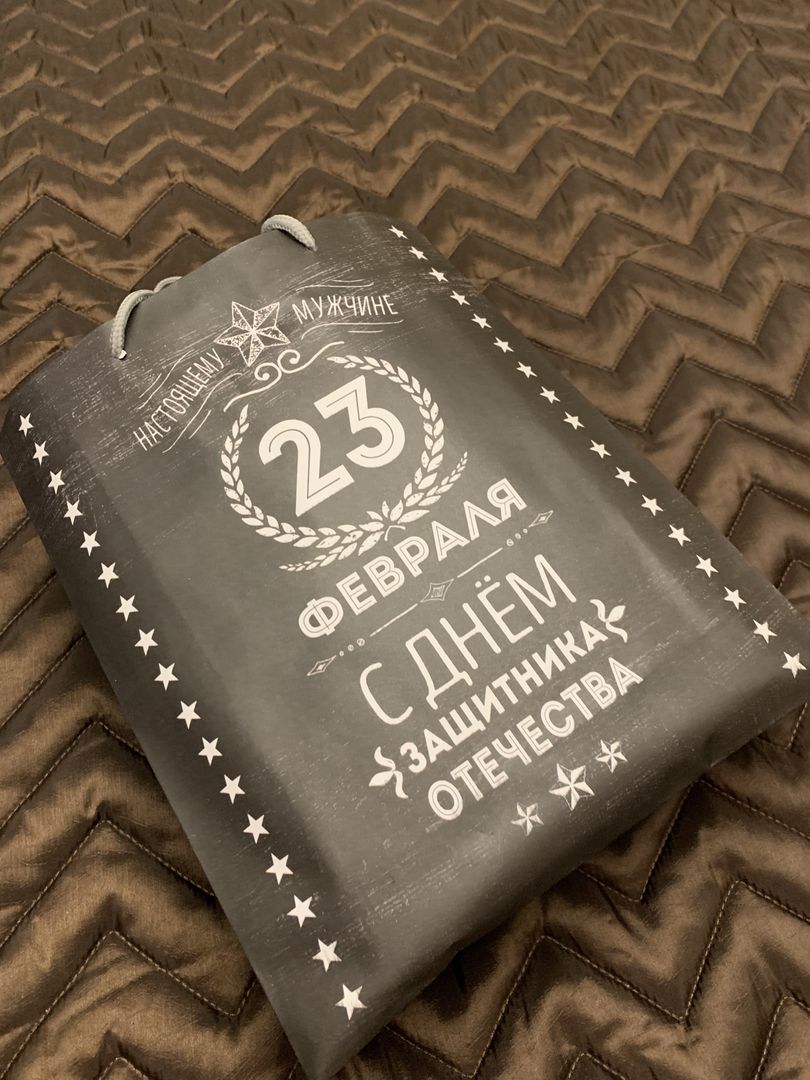 НАСТОЯЩЕМУ МУЖЧИНЕ
23
ФЕВРАЛЯ
С ДНЁМ
ЗАЩИТНИКА
ОТЕЧЕСТВА